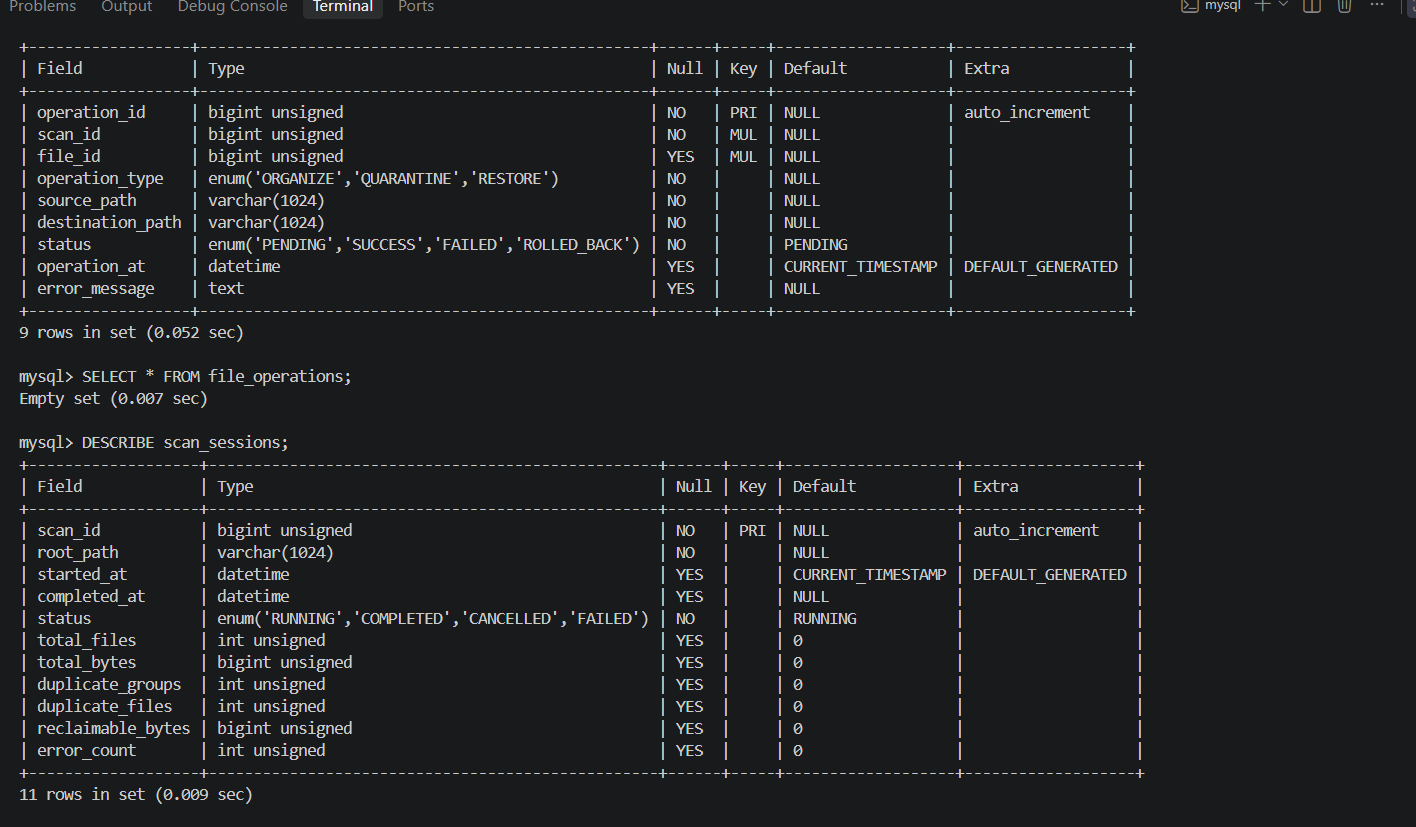 Problems Output Debug Console Terminal Ports mysql
+------------------+--------------------------------------------------+------+-----+-------------------+-------------------+
| Field            | Type                                             | Null | Key | Default           | Extra             |
+------------------+--------------------------------------------------+------+-----+-------------------+-------------------+
| operation_id     | bigint unsigned                                  | NO   | PRI | NULL              | auto_increment    |
| scan_id          | bigint unsigned                                  | NO   | MUL | NULL              |                   |
| file_id          | bigint unsigned                                  | YES  | MUL | NULL              |                   |
| operation_type   | enum('ORGANIZE','QUARANTINE','RESTORE')          | NO   |     | NULL              |                   |
| source_path      | varchar(1024)                                    | NO   |     | NULL              |                   |
| destination_path | varchar(1024)                                    | NO   |     | NULL              |                   |
| status           | enum('PENDING','SUCCESS','FAILED','ROLLED_BACK') | NO   |     | PENDING           |                   |
| operation_at     | datetime                                         | YES  |     | CURRENT_TIMESTAMP | DEFAULT_GENERATED |
| error_message    | text                                             | YES  |     | NULL              |                   |
+------------------+--------------------------------------------------+------+-----+-------------------+-------------------+
9 rows in set (0.052 sec)
mysql> SELECT * FROM file_operations;
Empty set (0.007 sec)
mysql> DESCRIBE scan_sessions;
+-------------------+--------------------------------------------------+------+-----+-------------------+-------------------+
| Field             | Type                                             | Null | Key | Default           | Extra             |
+-------------------+--------------------------------------------------+------+-----+-------------------+-------------------+
| scan_id           | bigint unsigned                                  | NO   | PRI | NULL              | auto_increment    |
| root_path         | varchar(1024)                                    | NO   |     | NULL              |                   |
| started_at        | datetime                                         | YES  |     | CURRENT_TIMESTAMP | DEFAULT_GENERATED |
| completed_at      | datetime                                         | YES  |     | NULL              |                   |
| status            | enum('RUNNING','COMPLETED','CANCELLED','FAILED') | NO   |     | RUNNING           |                   |
| total_files       | int unsigned                                     | YES  |     | 0                 |                   |
| total_bytes       | bigint unsigned                                  | YES  |     | 0                 |                   |
| duplicate_groups  | int unsigned                                     | YES  |     | 0                 |                   |
| duplicate_files   | int unsigned                                     | YES  |     | 0                 |                   |
| reclaimable_bytes | bigint unsigned                                  | YES  |     | 0                 |                   |
| error_count       | int unsigned                                     | YES  |     | 0                 |                   |
+-------------------+--------------------------------------------------+------+-----+-------------------+-------------------+
11 rows in set (0.009 sec)